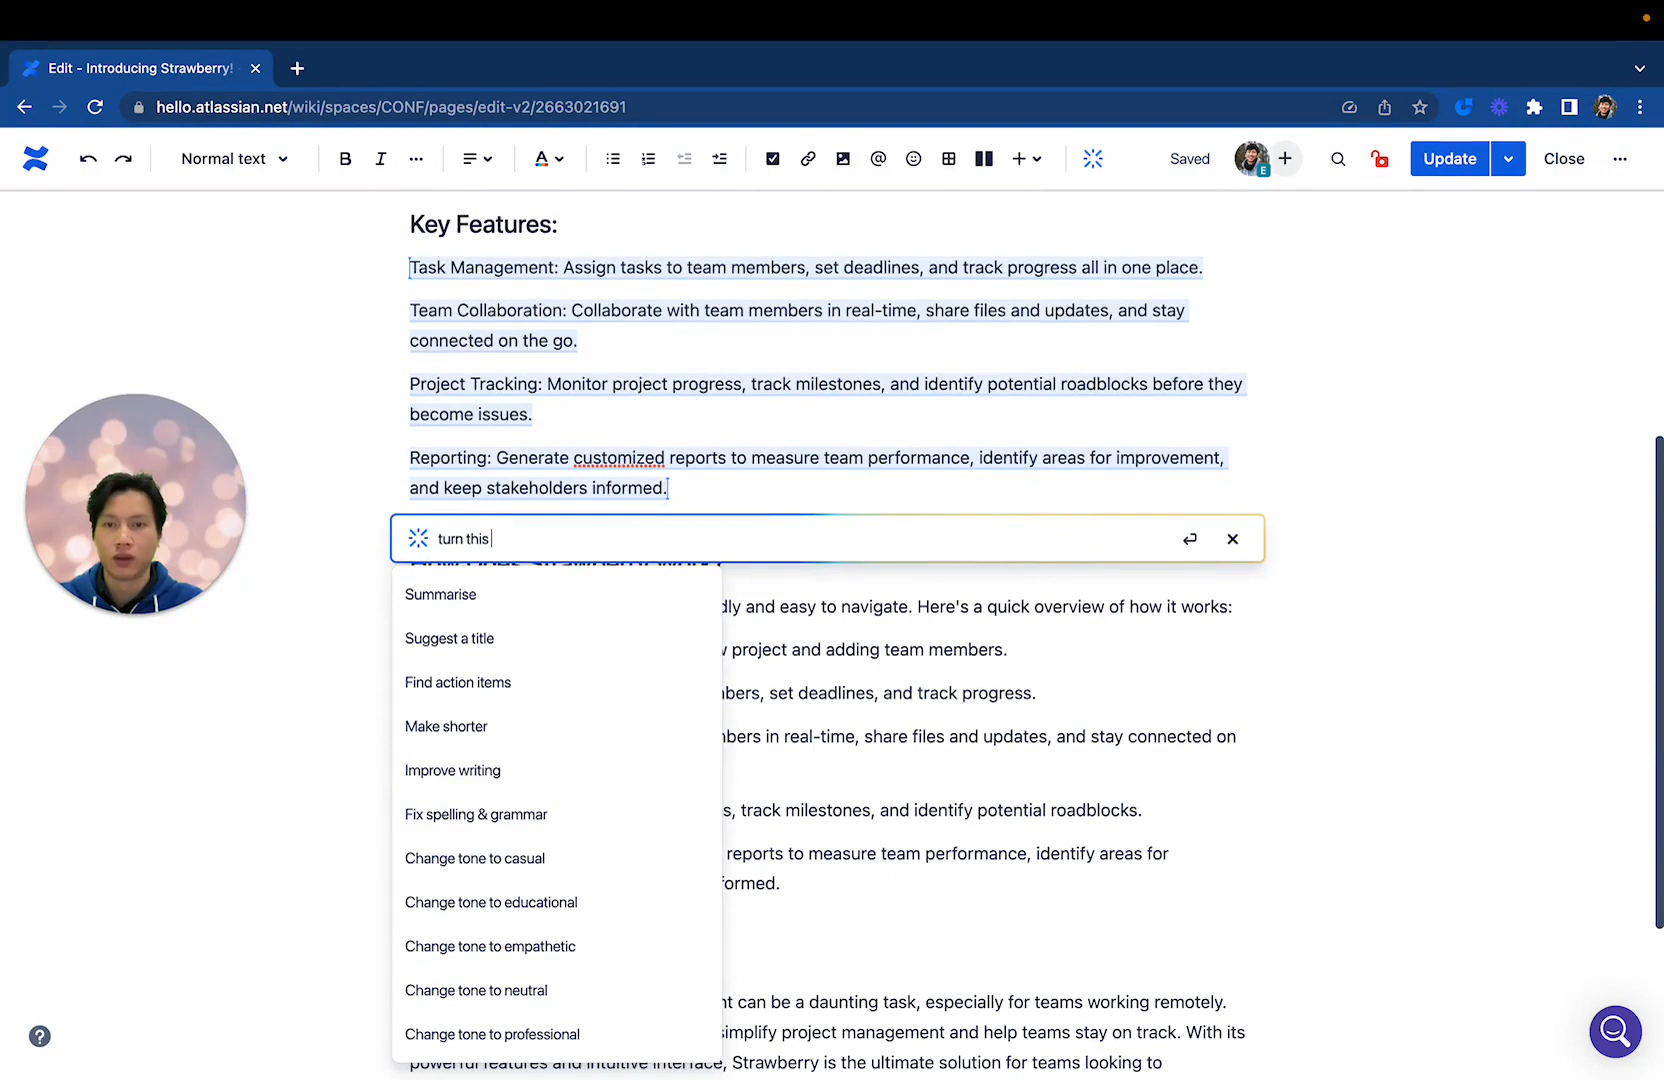 Edit - Introducing Strawberry!
hello.atlassian.net/wiki/spaces/CONF/pages/edit-v2/2663021691
Normal text
B
I
A
Saved
E
Update
Close
Key Features:
Task Management: Assign tasks to team members, set deadlines, and track progress all in one place.
Team Collaboration: Collaborate with team members in real-time, share files and updates, and stay
connected on the go.
Project Tracking: Monitor project progress, track milestones, and identify potential roadblocks before they
become issues.
Reporting: Generate customized reports to measure team performance, identify areas for improvement,
and keep stakeholders informed.
turn this
Summarise
Suggest a title
Find action items
Make shorter
Improve writing
Fix spelling & grammar
Change tone to casual
Change tone to educational
Change tone to empathetic
Change tone to neutral
Change tone to professional
and easy to navigate. Here's a quick overview of how it works:
project and adding team members.
set deadlines, and track progress.
in real-time, share files and updates, and stay connected on
track milestones, and identify potential roadblocks.
reports to measure team performance, identify areas for
can be a daunting task, especially for teams working remotely.
simplify project management and help teams stay on track. With its
powerful features and intuitive interface, Strawberry is the ultimate solution for teams looking to